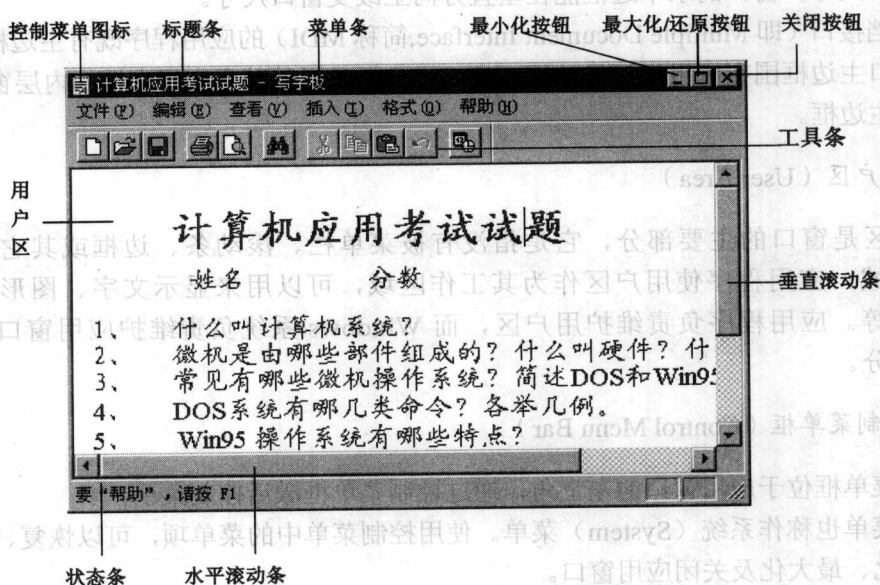 控制菜单图标 标题条 菜单条 最小化按钮 最大化/还原按钮 关闭按钮
计算机应用考试试题 - 写字板
文件(F) 编辑(E) 查看(V) 插入(I) 格式(O) 帮助(H)
工具条
用户区
计算机应用考试试题
姓名 分数
垂直滚动条
1、 什么叫计算机系统?
2、 微机是由哪些部件组成的? 什么叫硬件? 什
3、 常见有哪些微机操作系统? 简述DOS和Win95
4、 DOS系统有哪几类命令? 各举几例。
5、 Win95 操作系统有哪些特点?
要 "帮助" ，请按 F1
状态条 水平滚动条